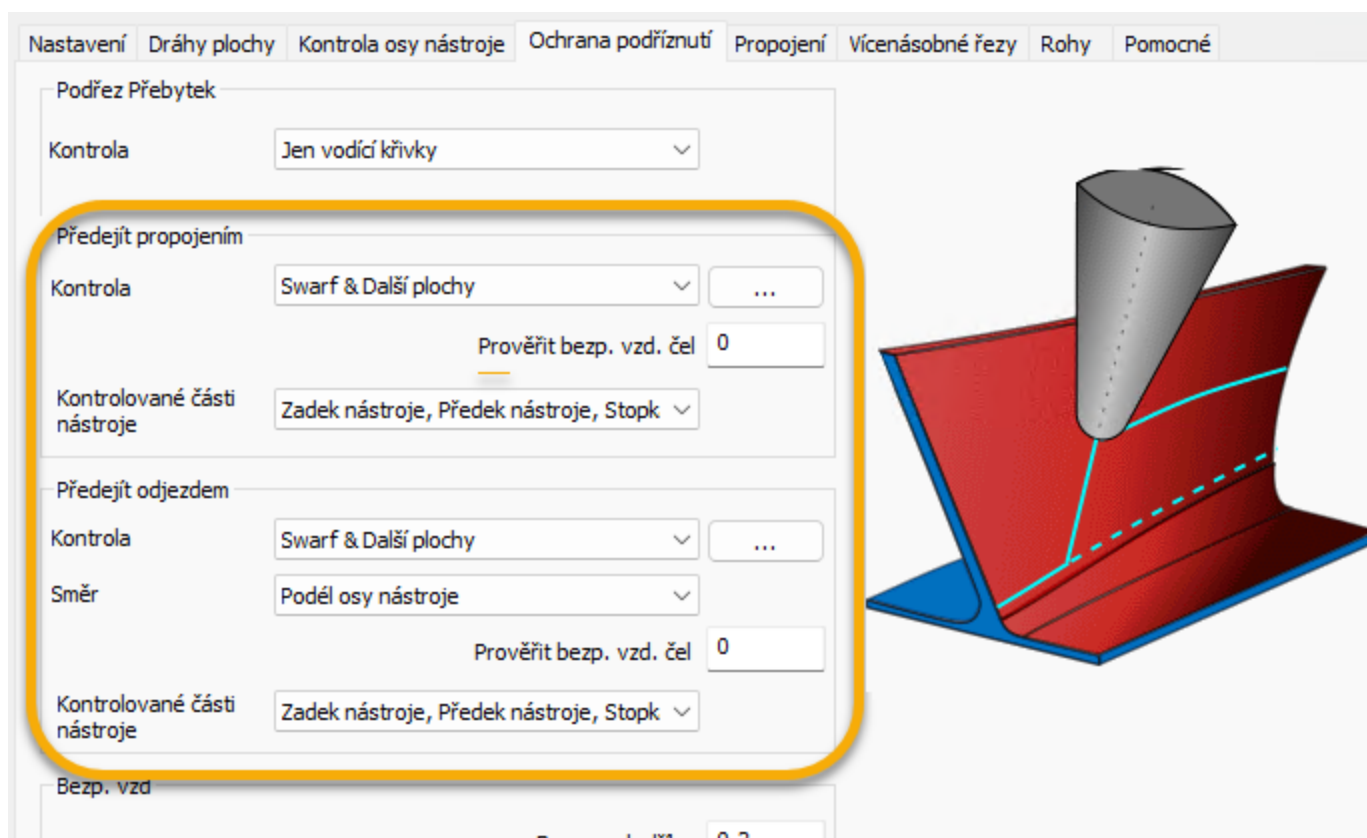 Nastavení Dráhy plochy Kontrola osy nástroje Ochrana podříznutí Propojení Vícenásobné řezy Rohy Pomocné
Podřez Přebytek
Kontrola Jen vodící křivky
Předejít propojením
Kontrola Swarf & Další plochy ...
Prověřit bezp. vzd. čel 0
Kontrolované části
nástroje Zadek nástroje, Předek nástroje, Stopk
Předejít odjezdem
Kontrola Swarf & Další plochy ...
Směr Podél osy nástroje
Prověřit bezp. vzd. čel 0
Kontrolované části
nástroje Zadek nástroje, Předek nástroje, Stopk
Bezp. vzd